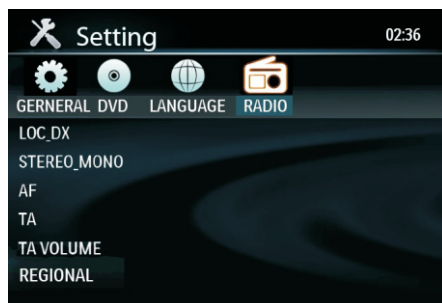 Setting 02:36
GERNERAL DVD LANGUAGE RADIO
LOC_DX
STEREO_MONO
AF
TA
TA VOLUME
REGIONAL